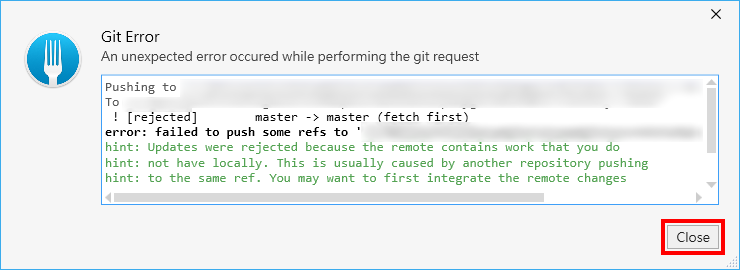 Git Error
An unexpected error occured while performing the git request
Pushing to
To
! [rejected]        master -> master (fetch first)
error: failed to push some refs to '
hint: Updates were rejected because the remote contains work that you do
hint: not have locally. This is usually caused by another repository pushing
hint: to the same ref. You may want to first integrate the remote changes
Close